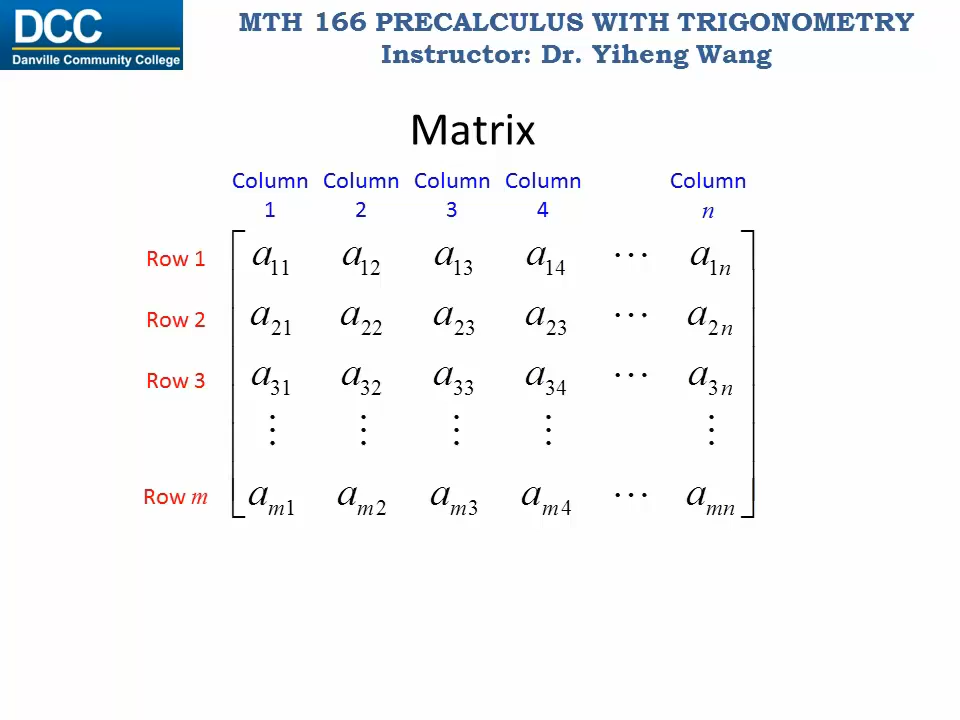 DCC
Danville Community College
MTH 166 PRECALCULUS WITH TRIGONOMETRY
Instructor: Dr. Yiheng Wang
Matrix
Column 1 Column 2 Column 3 Column 4 Column n
Row 1 a₁₁ a₁₂ a₁₃ a₁₄ ⋯ a₁ₙ
Row 2 a₂₁ a₂₂ a₂₃ a₂₃ ⋯ a₂ₙ
Row 3 a₃₁ a₃₂ a₃₃ a₃₄ ⋯ a₃ₙ
⋮ ⋮ ⋮ ⋮ ⋮
Row m aₘ₁ aₘ₂ aₘ₃ aₘ₄ ⋯ aₘₙ